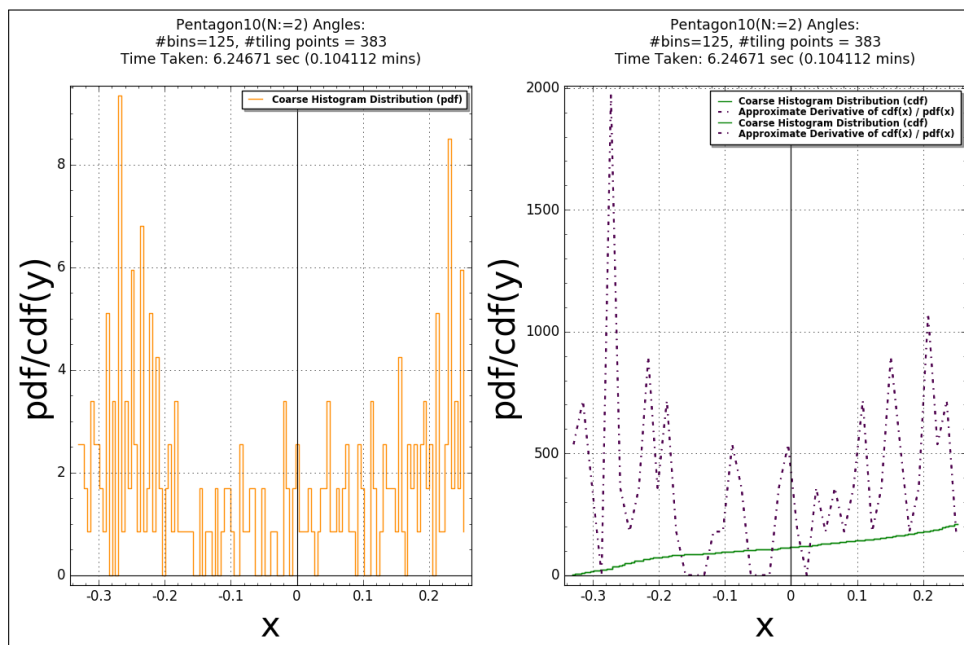 Pentagon10(N:=2) Angles:
#bins=125, #tiling points = 383
Time Taken: 6.24671 sec (0.104112 mins)
Coarse Histogram Distribution (pdf)
pdf/cdf(y)
8
6
4
2
0
-0.3 -0.2 -0.1 0 0.1 0.2
x
Pentagon10(N:=2) Angles:
#bins=125, #tiling points = 383
Time Taken: 6.24671 sec (0.104112 mins)
Coarse Histogram Distribution (cdf)
Approximate Derivative of cdf(x) / pdf(x)
Coarse Histogram Distribution (cdf)
Approximate Derivative of cdf(x) / pdf(x)
pdf/cdf(y)
2000
1500
1000
500
0
-0.3 -0.2 -0.1 0 0.1 0.2
x